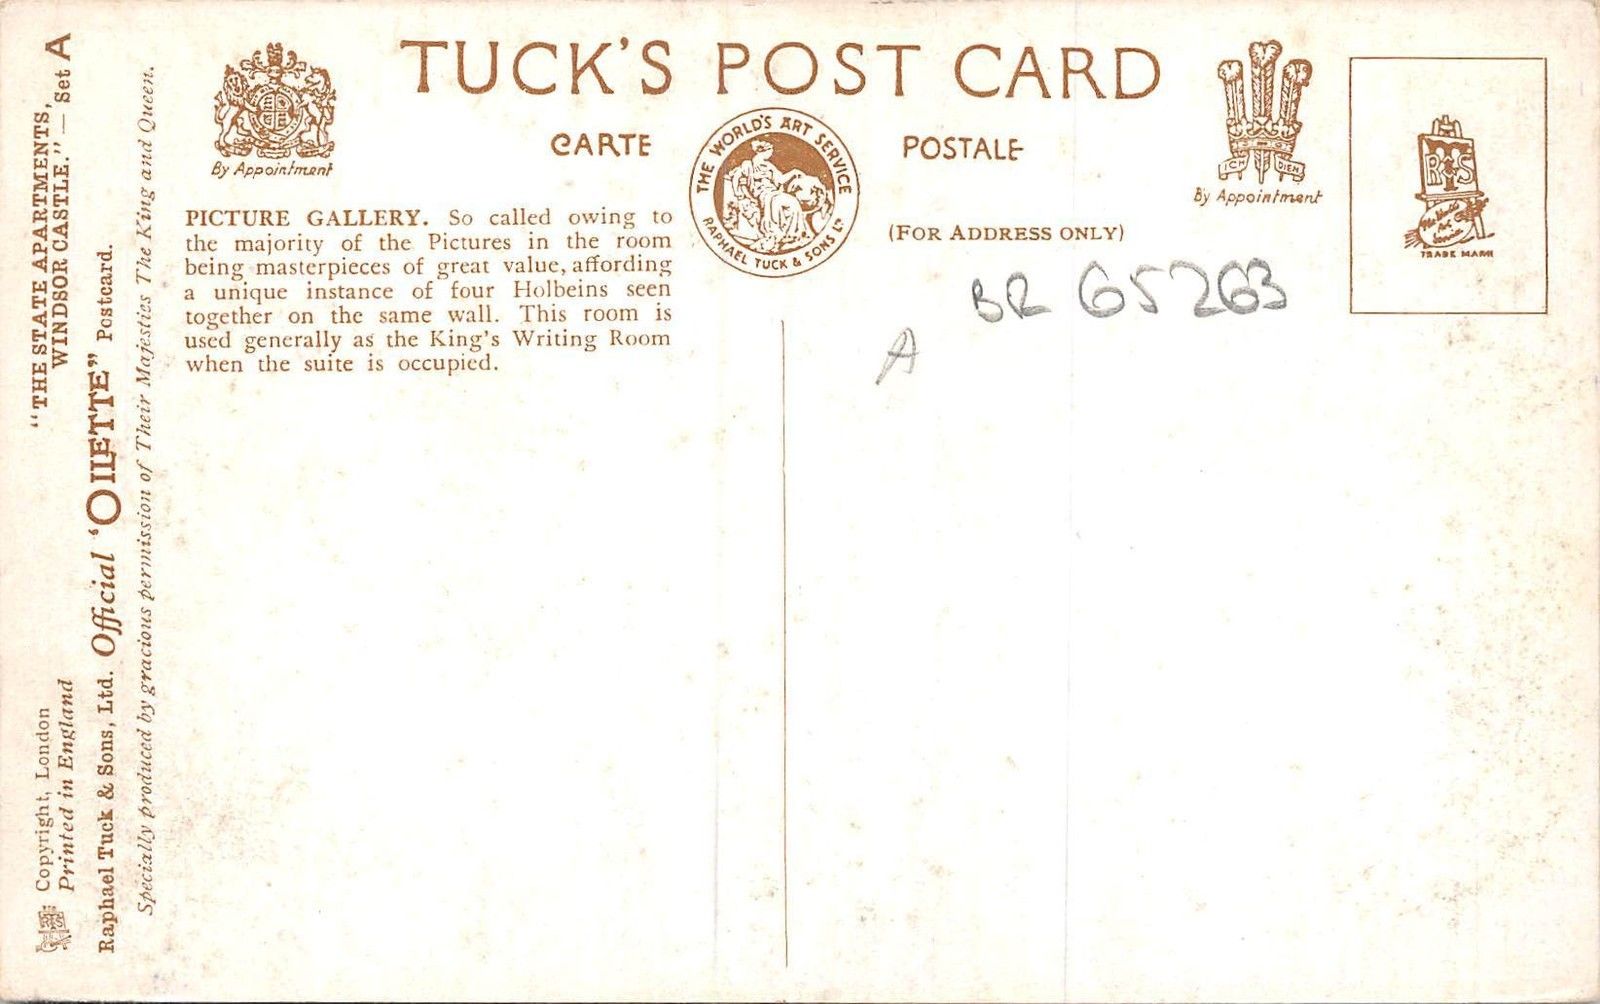 TUCK'S POST CARD
CARTE POSTALE
By Appointment
THE WORLD'S ART SERVICE
RAPHAEL TUCK & SONS LD
ICH DIEN
By Appointment
R T S
The World's Art Service
TRADE MARK
(FOR ADDRESS ONLY)
BR 65263
A
PICTURE GALLERY. So called owing to
the majority of the Pictures in the room
being masterpieces of great value, affording
a unique instance of four Holbeins seen
together on the same wall. This room is
used generally as the King's Writing Room
when the suite is occupied.
"THE STATE APARTMENTS,
WINDSOR CASTLE." — Set A
Copyright, London
Printed in England
Raphael Tuck & Sons, Ltd. Official 'OILETTE" Postcard.
Specially produced by gracious permission of Their Majesties The King and Queen.